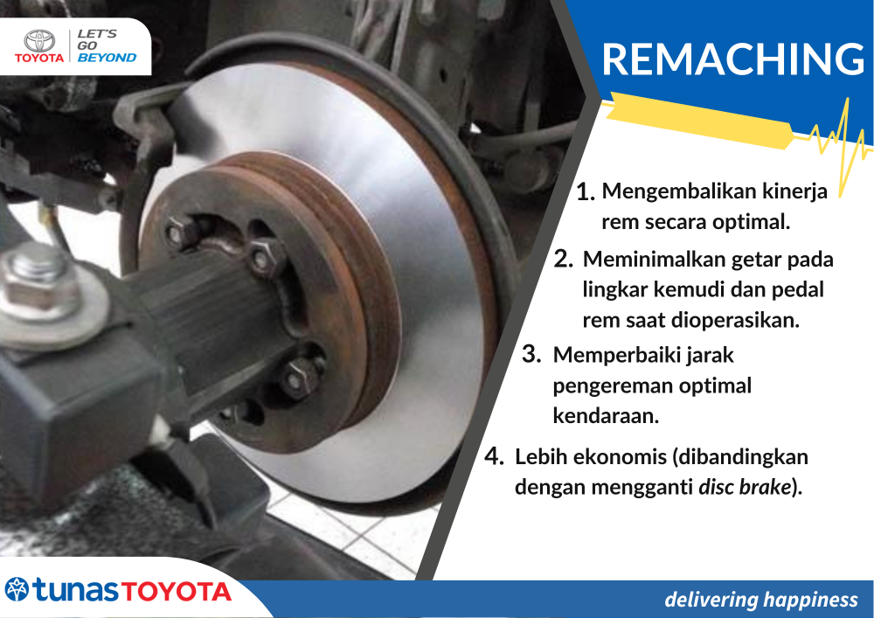 TOYOTA
LET'S
GO
BEYOND
REMACHING
1. Mengembalikan kinerja
rem secara optimal.
2. Meminimalkan getar pada
lingkar kemudi dan pedal
rem saat dioperasikan.
3. Memperbaiki jarak
pengereman optimal
kendaraan.
4. Lebih ekonomis (dibandingkan
dengan mengganti disc brake).
tunasTOYOTA
delivering happiness